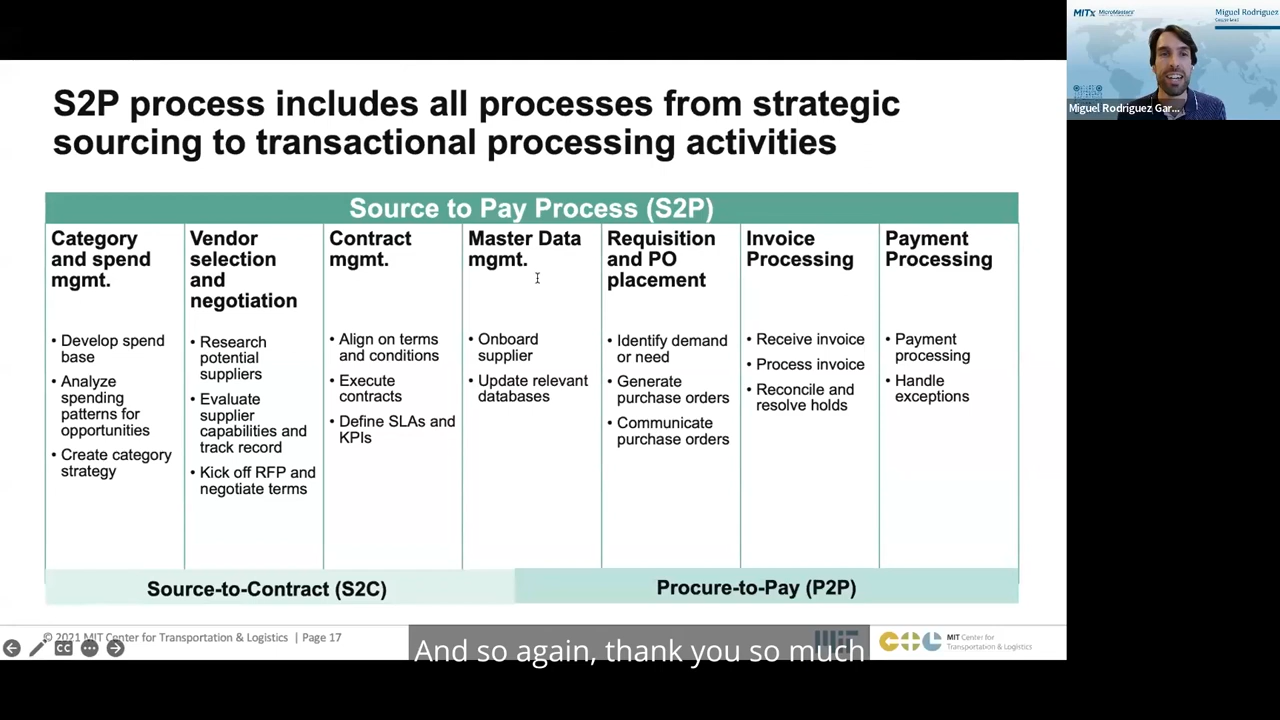 MITx MicroMasters
Miguel Rodríguez
Miguel Rodriguez Gar...
S2P process includes all processes from strategic
sourcing to transactional processing activities
Source to Pay Process (S2P)
Category
and spend
mgmt.
• Develop spend
base
• Analyze
spending
patterns for
opportunities
• Create category
strategy
Vendor
selection
and
negotiation
• Research
potential
suppliers
• Evaluate
supplier
capabilities and
track record
• Kick off RFP and
negotiate terms
Contract
mgmt.
• Align on terms
and conditions
• Execute
contracts
• Define SLAs and
KPIs
Master Data
mgmt.
• Onboard
supplier
• Update relevant
databases
Requisition
and PO
placement
• Identify demand
or need
• Generate
purchase orders
• Communicate
purchase orders
Invoice
Processing
• Receive invoice
• Process invoice
• Reconcile and
resolve holds
Payment
Processing
• Payment
processing
• Handle
exceptions
Source-to-Contract (S2C)
Procure-to-Pay (P2P)
© 2021 MIT Center for Transportation & Logistics | Page 17
CC
And so again, thank you so much
CTL
MIT Center for
Transportation & Logistics